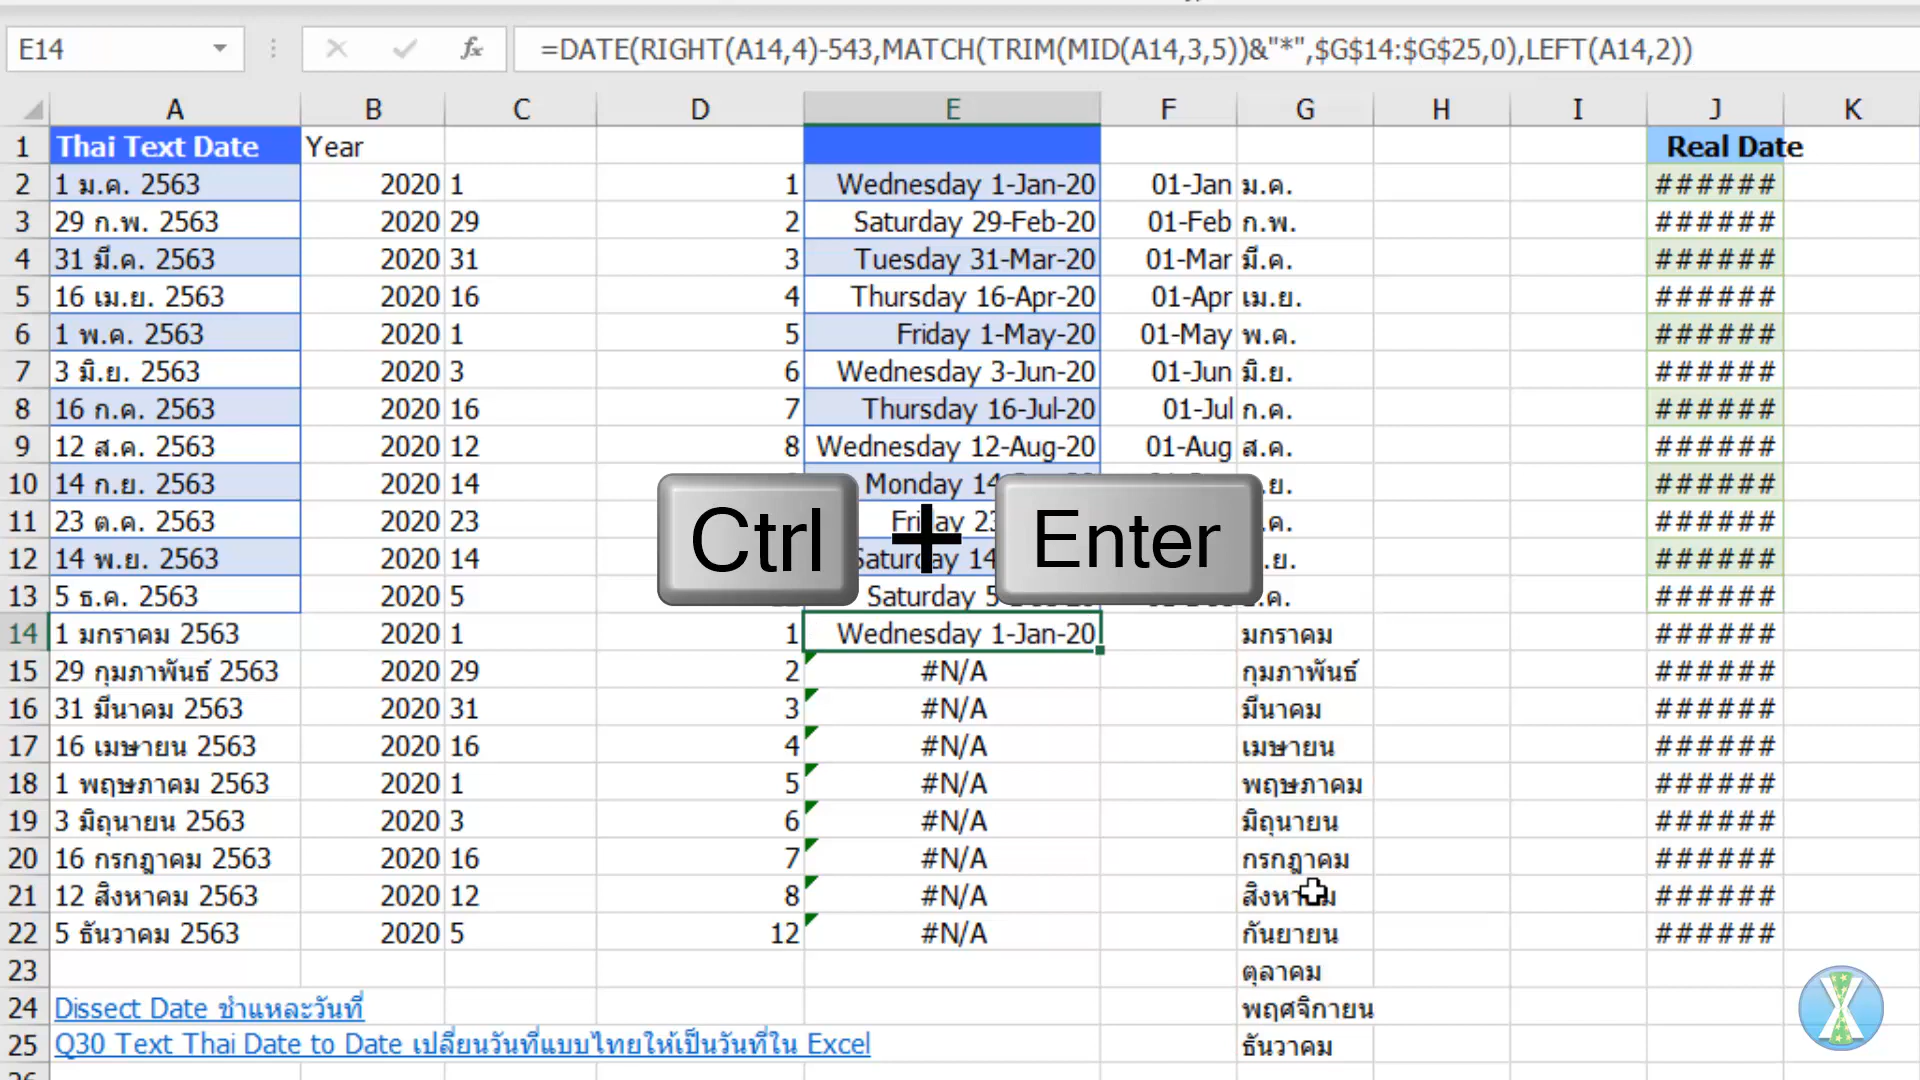 E14 fx =DATE(RIGHT(A14,4)-543,MATCH(TRIM(MID(A14,3,5))&"*",$G$14:$G$25,0),LEFT(A14,2))
A B C D E F G H I J K
1 Thai Text Date Year Real Date
2 1 ม.ค. 2563 2020 1 1 Wednesday 1-Jan-20 01-Jan ม.ค. ######
3 29 ก.พ. 2563 2020 29 2 Saturday 29-Feb-20 01-Feb ก.พ. ######
4 31 มี.ค. 2563 2020 31 3 Tuesday 31-Mar-20 01-Mar มี.ค. ######
5 16 เม.ย. 2563 2020 16 4 Thursday 16-Apr-20 01-Apr เม.ย. ######
6 1 พ.ค. 2563 2020 1 5 Friday 1-May-20 01-May พ.ค. ######
7 3 มิ.ย. 2563 2020 3 6 Wednesday 3-Jun-20 01-Jun มิ.ย. ######
8 16 ก.ค. 2563 2020 16 7 Thursday 16-Jul-20 01-Jul ก.ค. ######
9 12 ส.ค. 2563 2020 12 8 Wednesday 12-Aug-20 01-Aug ส.ค. ######
10 14 ก.ย. 2563 2020 14 Monday 14 .ย. ######
11 23 ต.ค. 2563 2020 23 Friday 23 .ค. ######
Ctrl + Enter
12 14 พ.ย. 2563 2020 14 Saturday 14 .ย. ######
13 5 ธ.ค. 2563 2020 5 Saturday 5 .ค. ######
14 1 มกราคม 2563 2020 1 1 Wednesday 1-Jan-20 มกราคม ######
15 29 กุมภาพันธ์ 2563 2020 29 2 #N/A กุมภาพันธ์ ######
16 31 มีนาคม 2563 2020 31 3 #N/A มีนาคม ######
17 16 เมษายน 2563 2020 16 4 #N/A เมษายน ######
18 1 พฤษภาคม 2563 2020 1 5 #N/A พฤษภาคม ######
19 3 มิถุนายน 2563 2020 3 6 #N/A มิถุนายน ######
20 16 กรกฎาคม 2563 2020 16 7 #N/A กรกฎาคม ######
21 12 สิงหาคม 2563 2020 12 8 #N/A สิงหาคม ######
22 5 ธันวาคม 2563 2020 5 12 #N/A กันยายน ######
23 ตุลาคม
24 Dissect Date ชำแหละวันที่ พฤศจิกายน
25 Q30 Text Thai Date to Date เปลี่ยนวันที่แบบไทยให้เป็นวันที่ใน Excel ธันวาคม